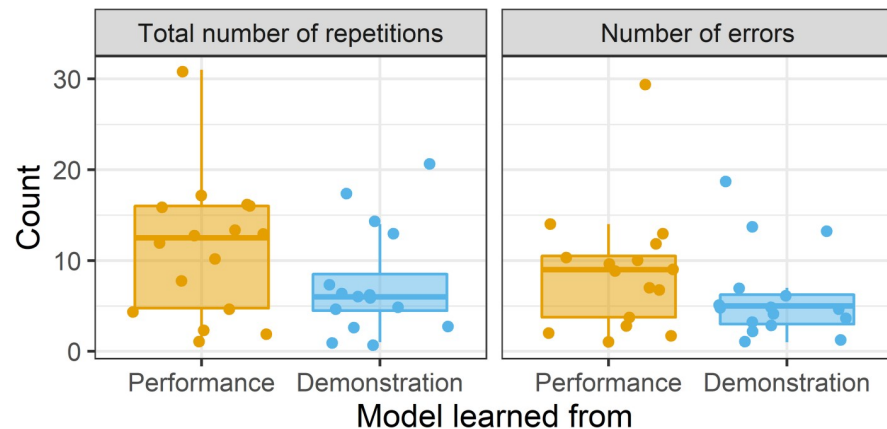 Total number of repetitions
Number of errors
Count
30
20
10
0
Performance
Demonstration
Performance
Demonstration
Model learned from